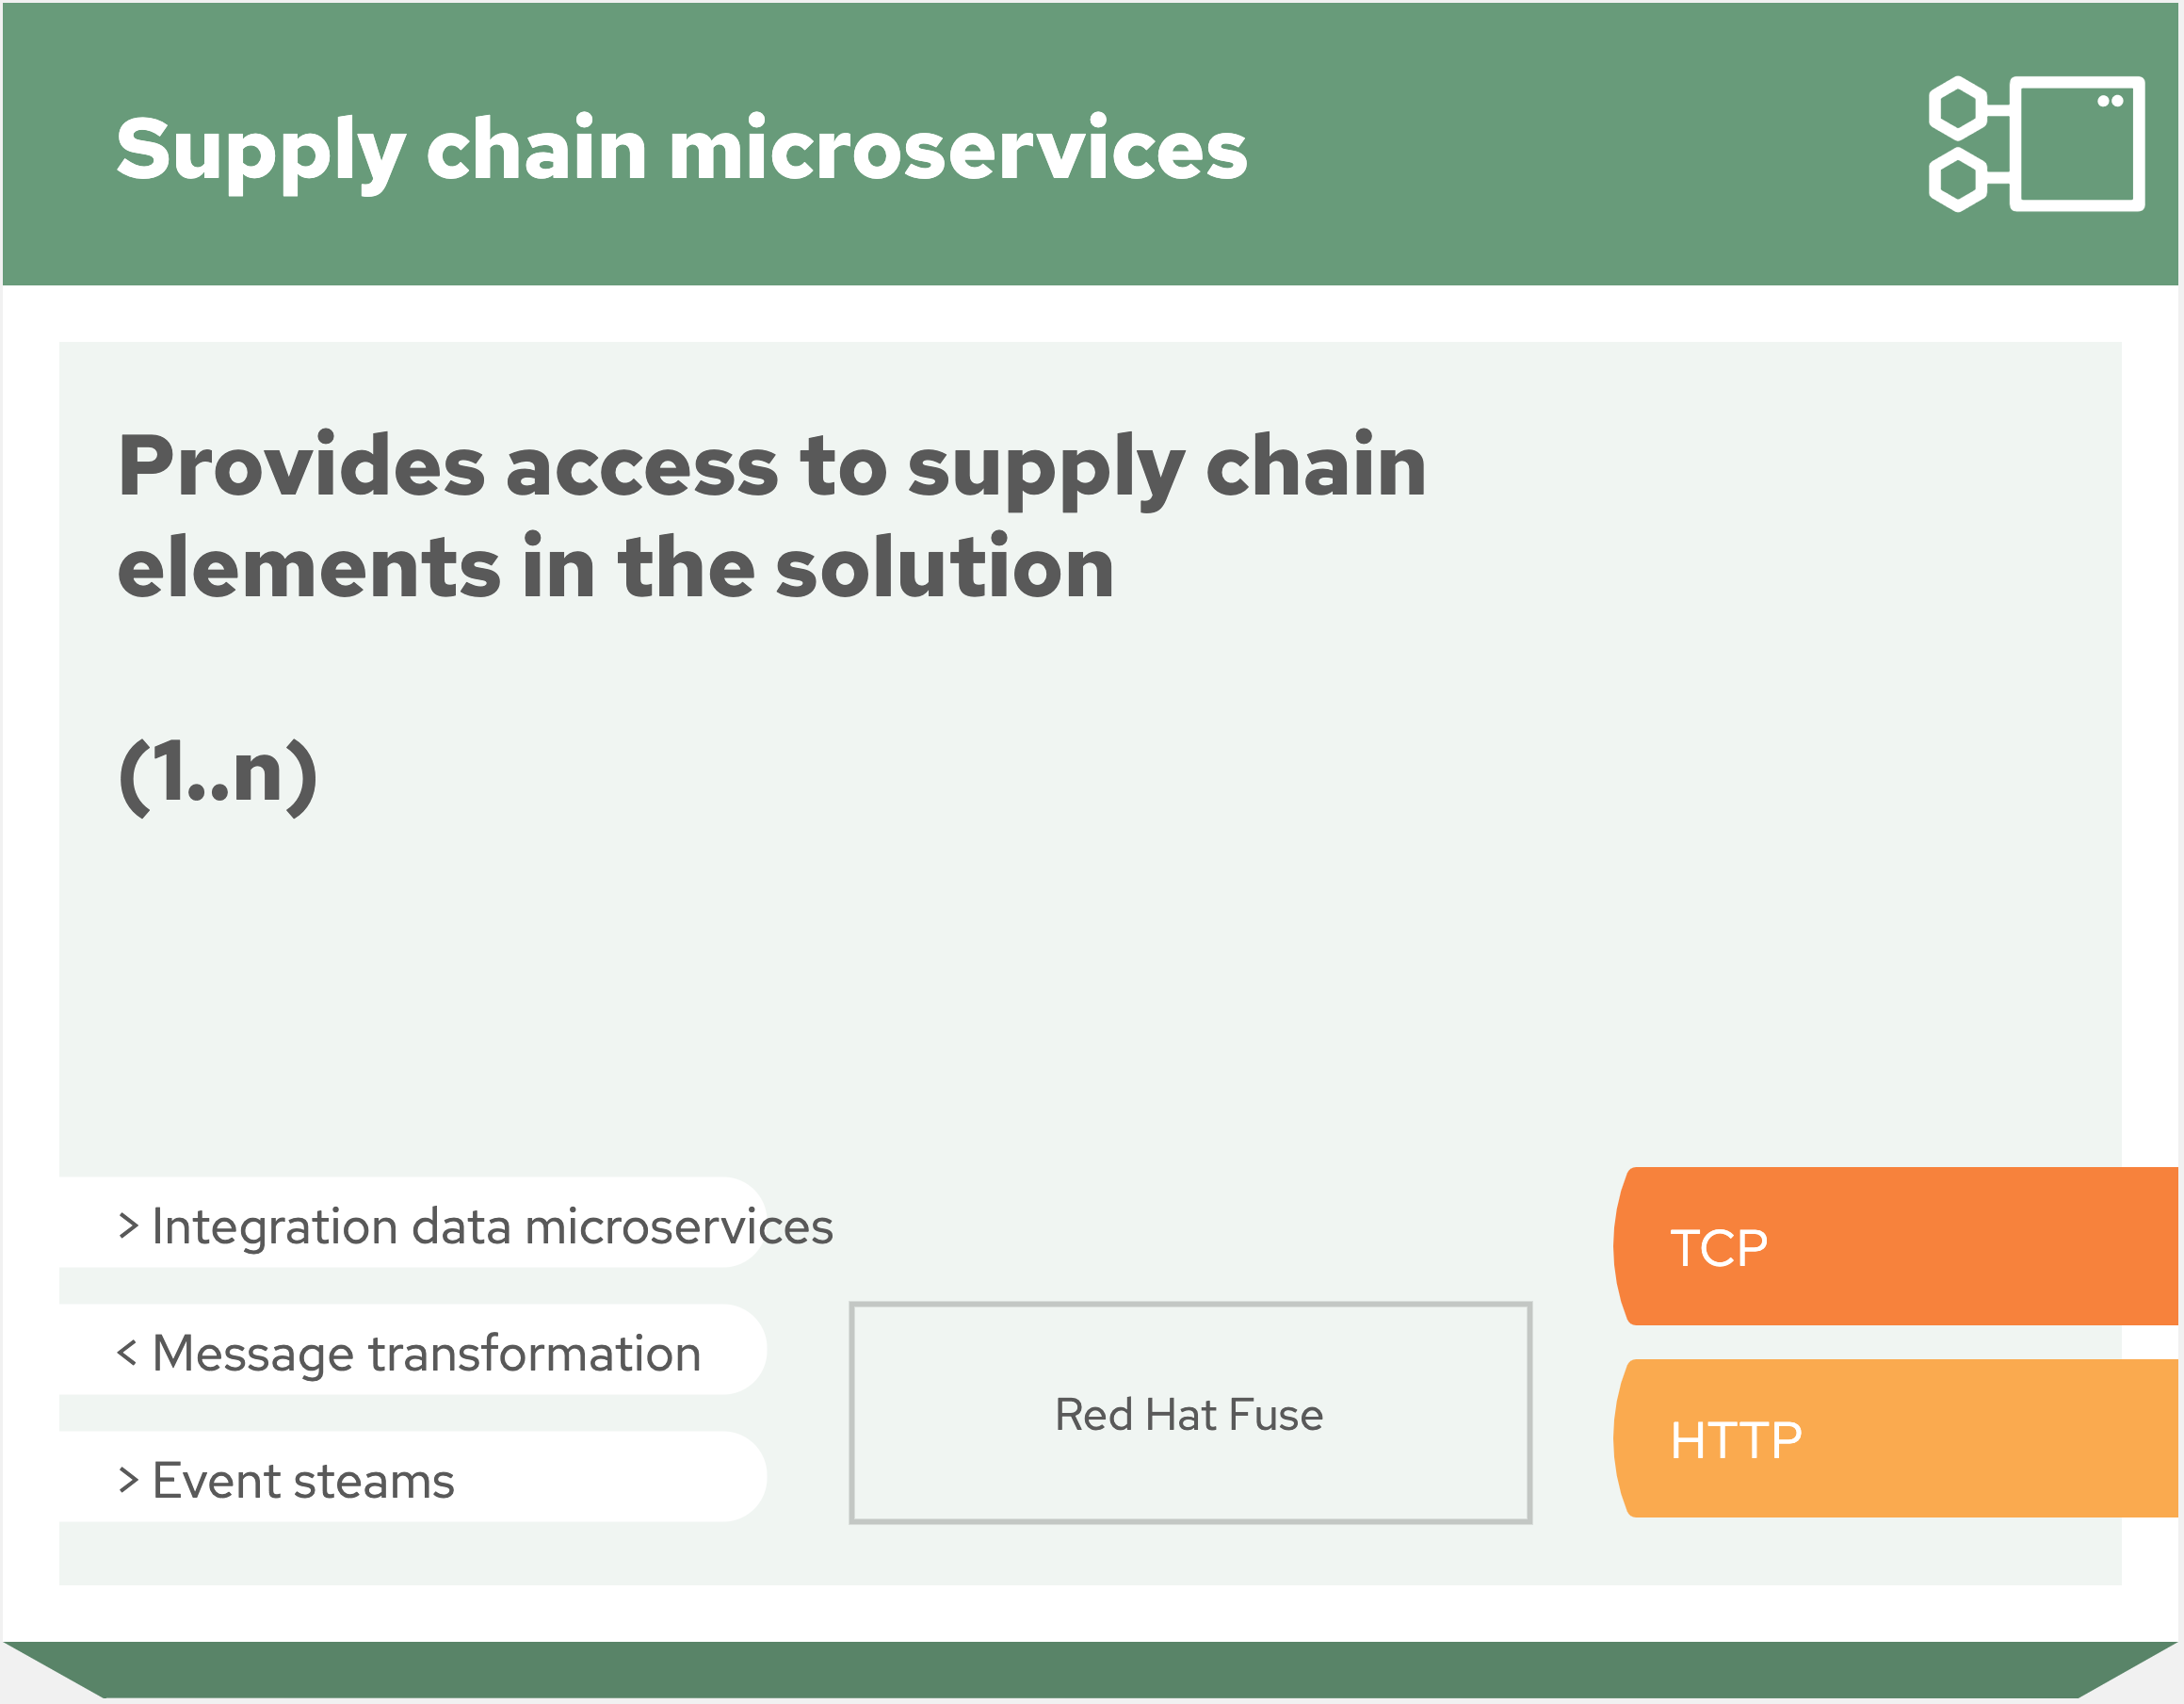 Supply chain microservices
Provides access to supply chain
elements in the solution
(1..n)
> Integration data microservices
< Message transformation
> Event steams
Red Hat Fuse
TCP
HTTP